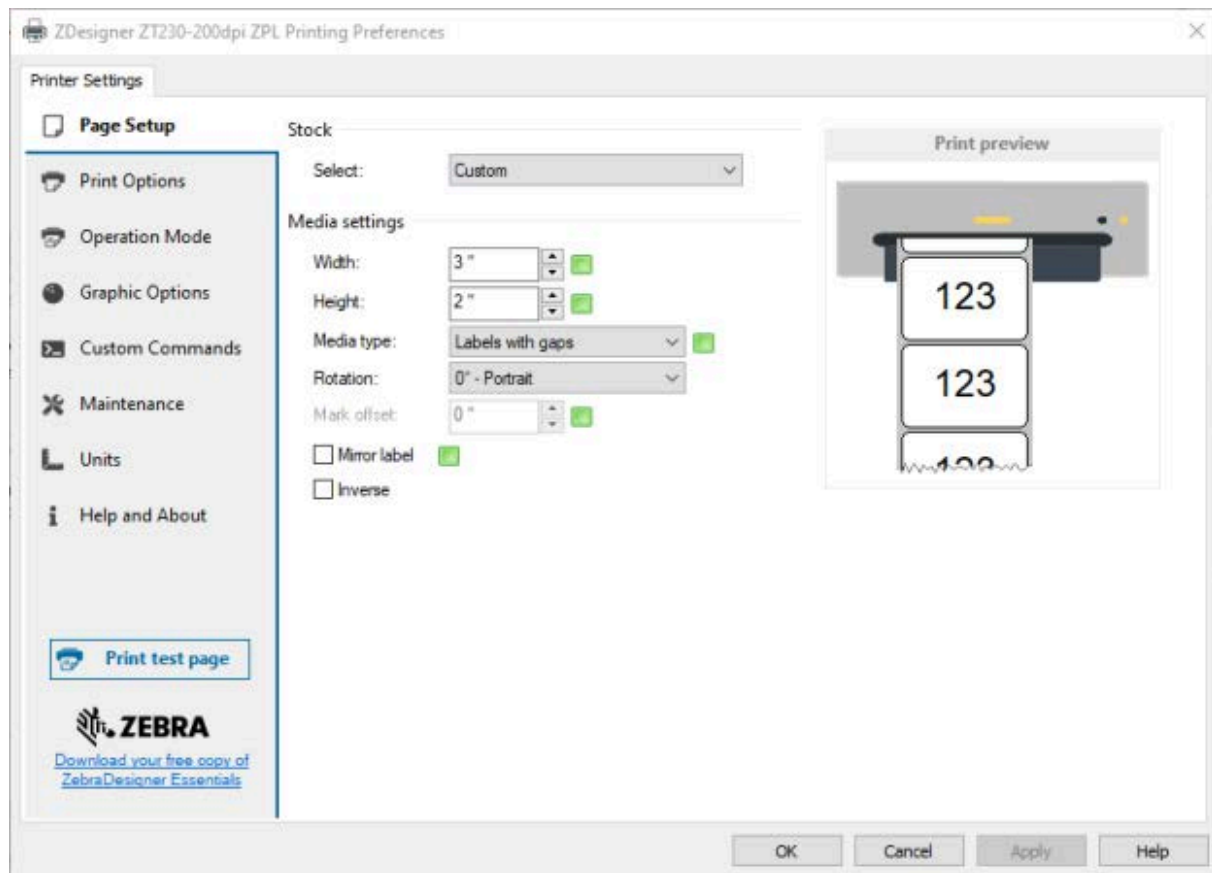 ZDesigner ZT230-200dpi ZPL Printing Preferences
Printer Settings
Page Setup
Print Options
Operation Mode
Graphic Options
Custom Commands
Maintenance
Units
Help and About
Print test page
ZEBRA
Download your free copy of
ZebraDesigner Essentials
Stock
Select: Custom
Media settings
Width: 3 "
Height: 2 "
Media type: Labels with gaps
Rotation: 0° - Portrait
Mark offset: 0 "
Mirror label
Inverse
Print preview
123
123
123
OK Cancel Apply Help